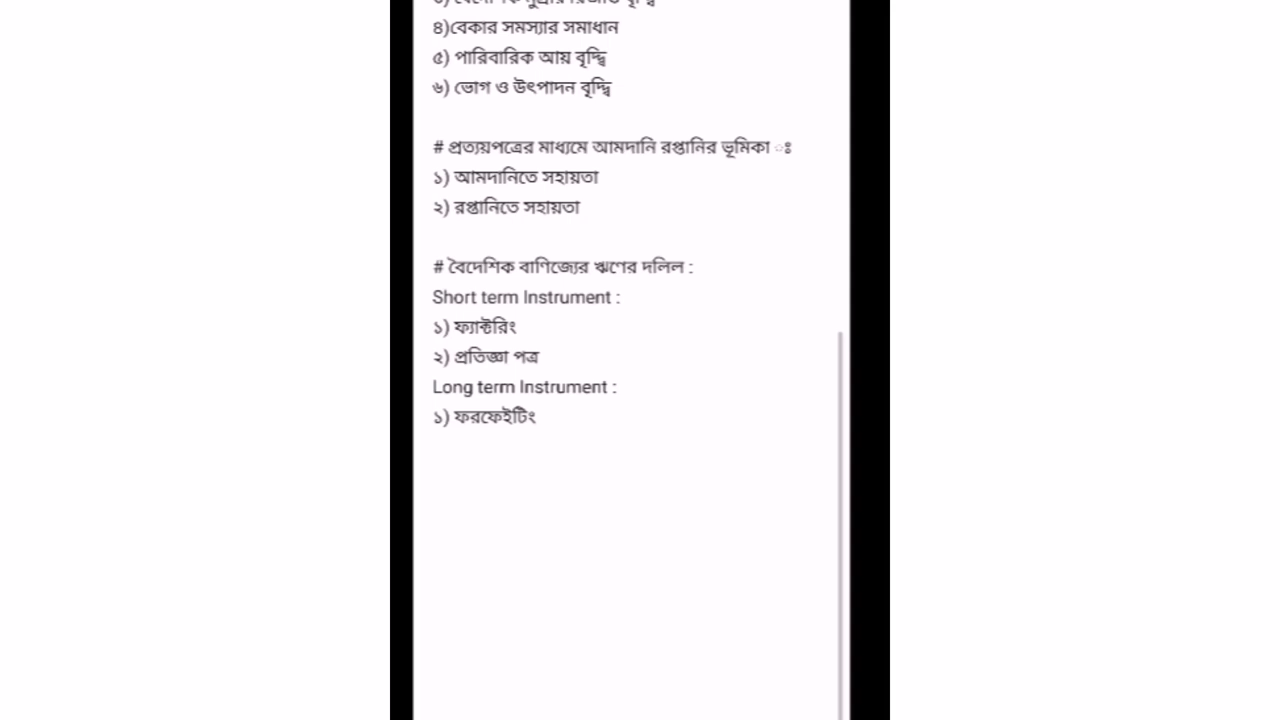 ৪)বেকার সমস্যার সমাধান
৫) পারিবারিক আয় বৃদ্ধি
৬) ভোগ ও উৎপাদন বৃদ্ধি
# প্রত্যয়পত্রের মাধ্যমে আমদানি রপ্তানির ভূমিকা ঃ
১) আমদানিতে সহায়তা
২) রপ্তানিতে সহায়তা
# বৈদেশিক বাণিজ্যের ঋণের দলিল :
Short term Instrument :
১) ফ্যাক্টরিং
২) প্রতিজ্ঞা পত্র
Long term Instrument :
১) ফরফেইটিং